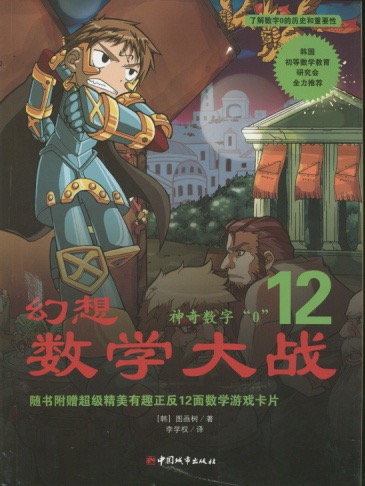 了解数字0的历史和重要性
韩国
初等数学教育
研究会
全力推荐
幻想
神奇数字“0”
12
数学大战
随书附赠超级精美有趣正反12面数学游戏卡片
[韩] 图画树/著
李学权/译
中国城市出版社